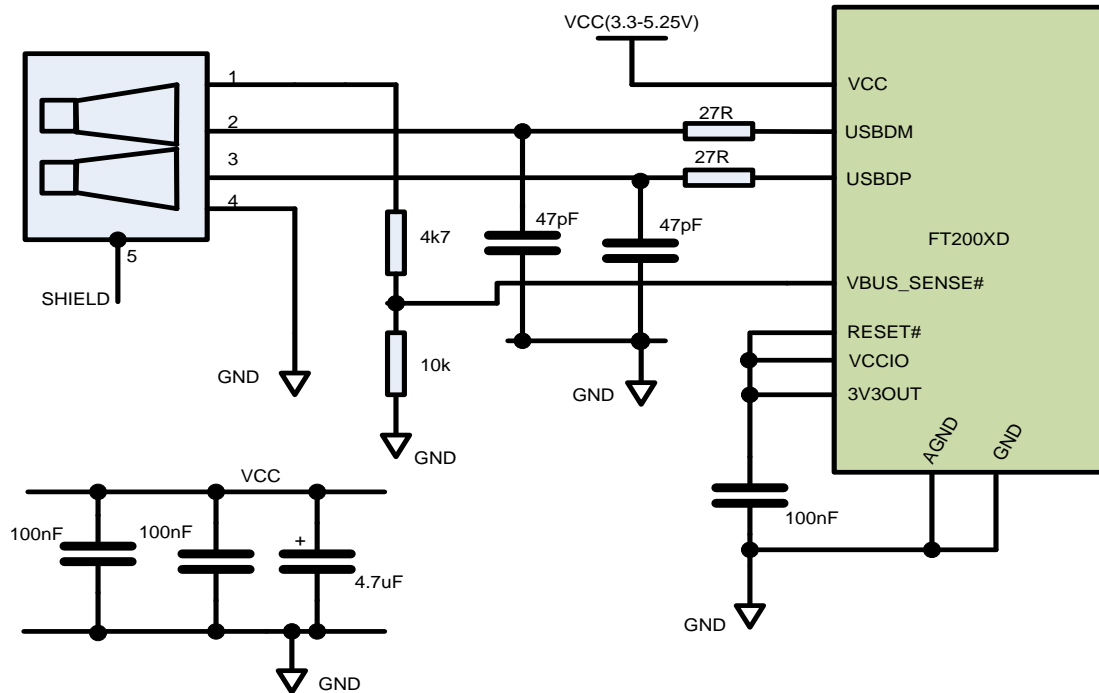 VCC(3.3-5.25V)
1
VCC
27R
2
USBDM
27R
3
USBDP
4
47pF
47pF
4k7
FT200XD
5
SHIELD
VBUS_SENSE#
RESET#
VCCIO
10k
GND
GND
3V3OUT
AGND
GND
GND
VCC
100nF
100nF
100nF
+
4.7uF
GND
GND